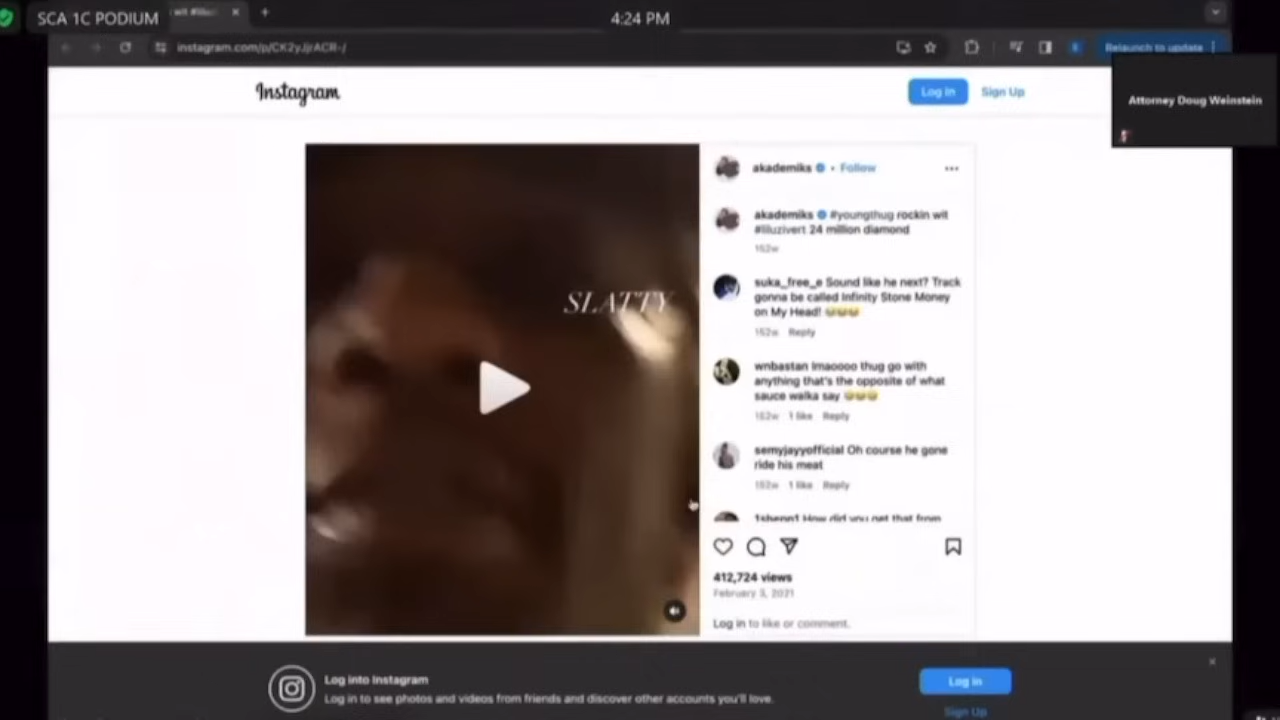 SCA 1C PODIUM
4:24 PM
instagram.com/p/CK2yJjrACR-/
Relaunch to update
Attorney Doug Weinstein
Instagram
Log In
Sign Up
akademiks • Follow
akademiks #youngthug rockin wit
#liluzivert 24 million diamond
152w
suka_free_e Sound like he next? Track
gonna be called Infinity Stone Money
on My Head! 😂😂😂
152w Reply
wnbastan lmaoooo thug go with
anything that's the opposite of what
sauce walka say 😂😂😂
152w 1 like Reply
semyjayyofficial Oh course he gone
ride his meat
152w 1 like Reply
How did you get that from
SLATTY
412,724 views
February 3, 2021
Log in to like or comment.
Log into Instagram
Log in to see photos and videos from friends and discover other accounts you'll love.
Log in
Sign Up